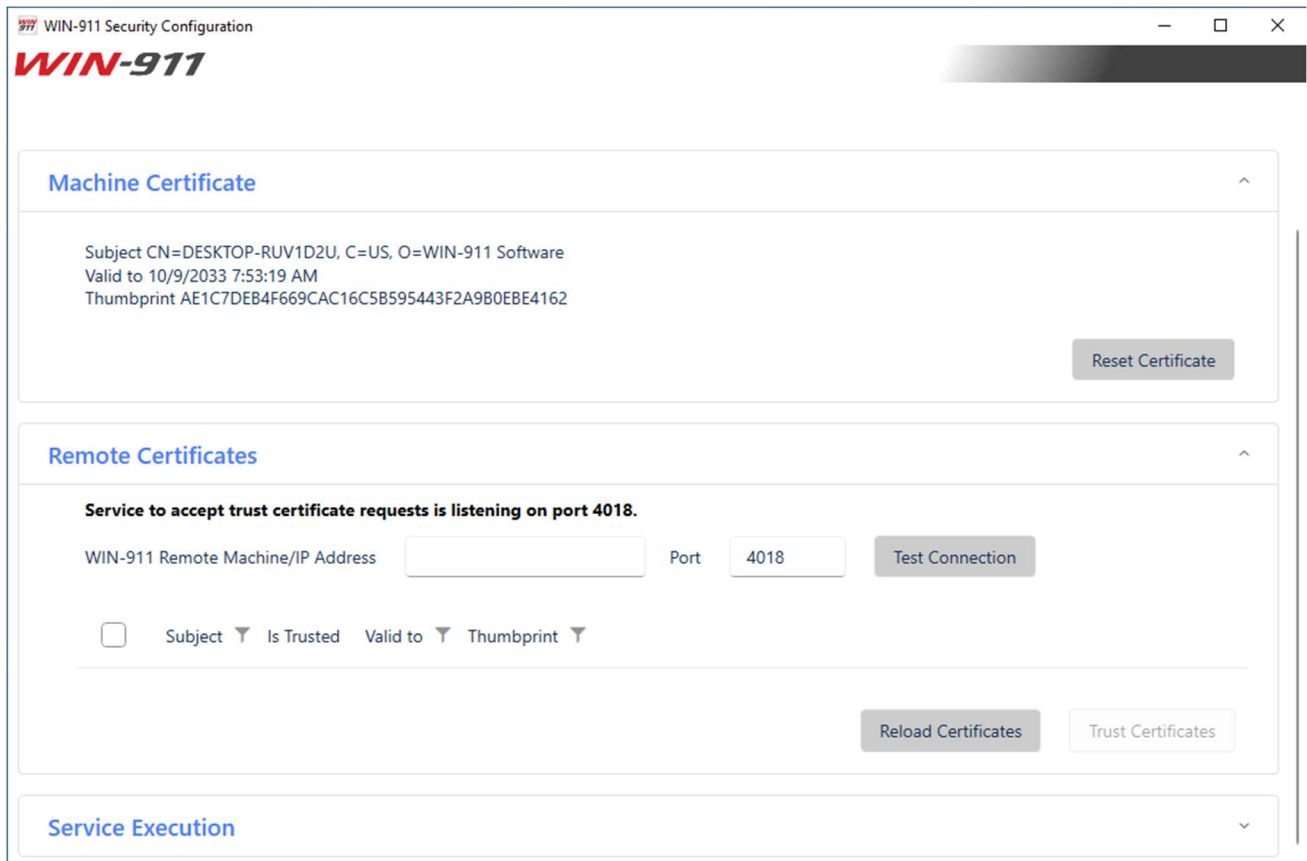 WIN 911 WIN-911 Security Configuration
WIN-911
Machine Certificate
Subject CN=DESKTOP-RUV1D2U, C=US, O=WIN-911 Software
Valid to 10/9/2033 7:53:19 AM
Thumbprint AE1C7DEB4F669CAC16C5B595443F2A9B0EBE4162
Reset Certificate
Remote Certificates
Service to accept trust certificate requests is listening on port 4018.
WIN-911 Remote Machine/IP Address Port 4018 Test Connection
Subject Is Trusted Valid to Thumbprint
Reload Certificates Trust Certificates
Service Execution